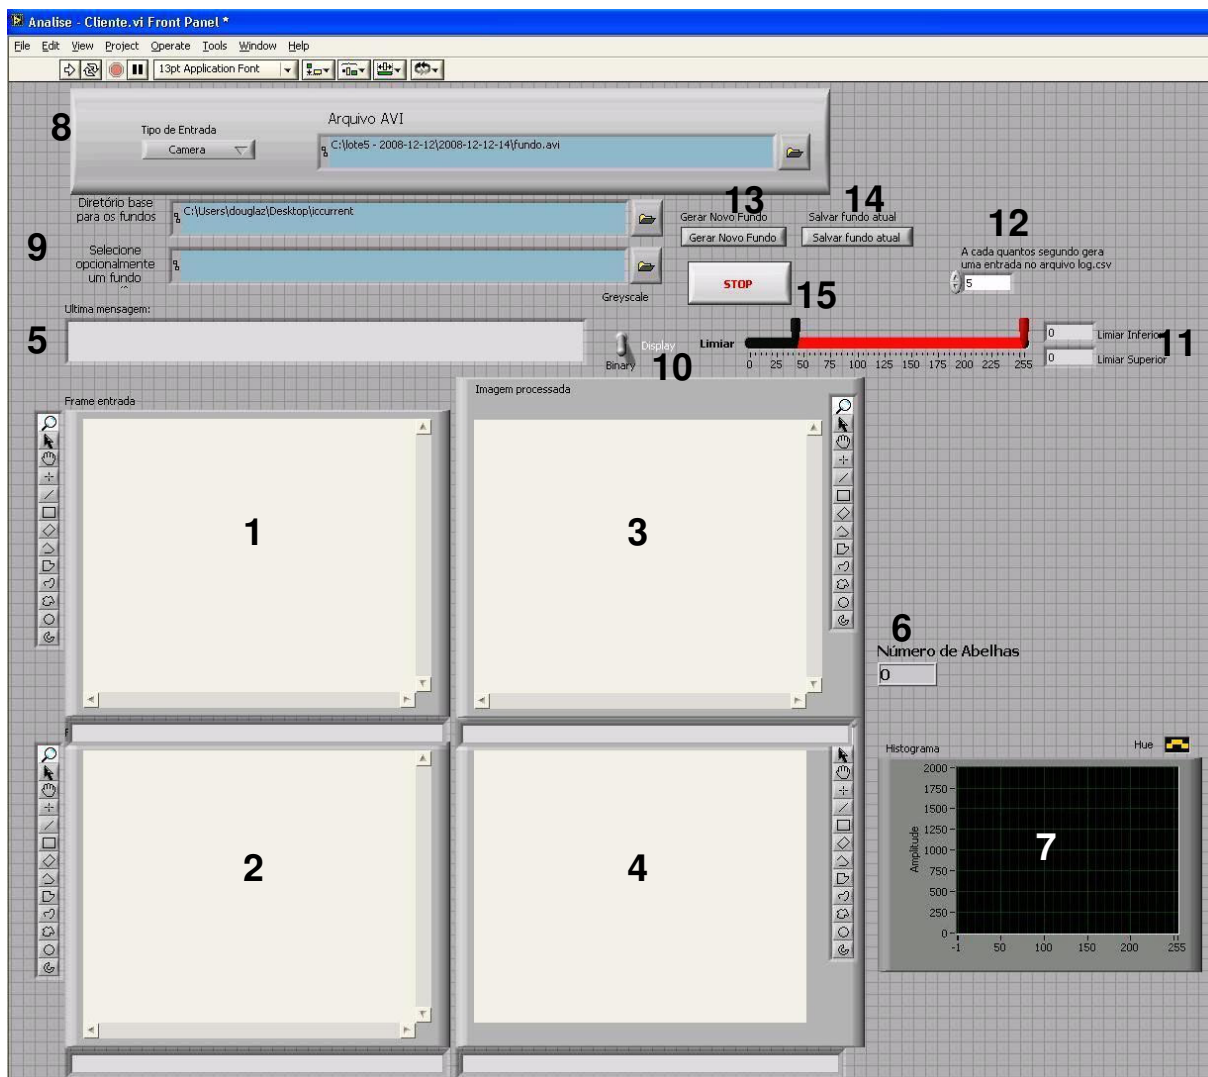 Analise - Cliente.vi Front Panel *
File Edit View Project Operate Tools Window Help
13pt Application Font
8
Tipo de Entrada
Camera
Arquivo AVI
C:\lote5 - 2008-12-12\2008-12-12-14\fundo.avi
Diretório base
para os fundos
C:\Users\douglaz\Desktop\iccurrent
9
Selecione
opcionalmente
um fundo
13
Gerar Novo Fundo
Gerar Novo Fundo
14
Salvar fundo atual
Salvar fundo atual
12
A cada quantos segundo gera
uma entrada no arquivo log.csv
5
STOP
15
Ultima mensagem:
5
Greyscale
Display
Binary
10
Limiar
0 25 50 75 100 125 150 175 200 225 255
0 Limiar Inferior
11
0 Limiar Superior
Frame entrada
1
Imagem processada
3
6
Número de Abelhas
0
2
4
Histograma
Hue
Amplitude
2000
1750
1500
1250
1000
750
500
250
0
7
-1 50 100 150 200 255